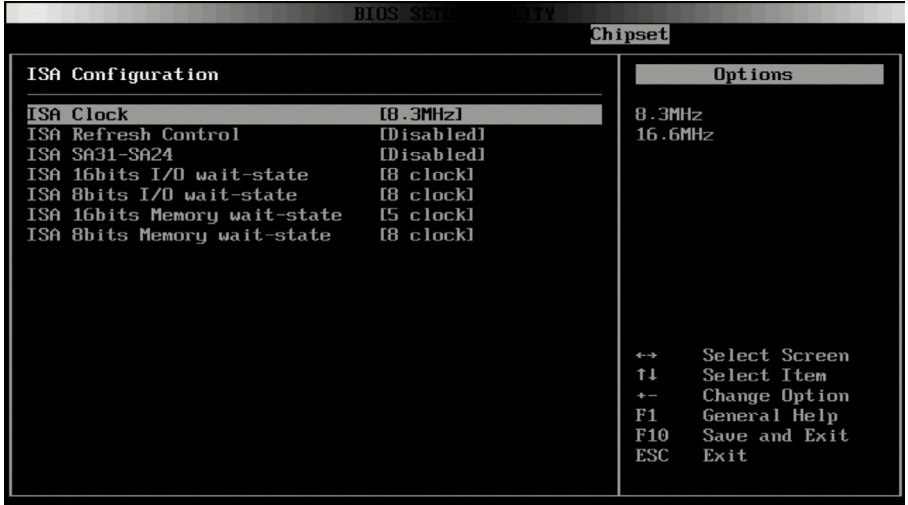 BIOS SETU ILITY
Chipset
ISA Configuration
ISA Clock [8.3MHz]
ISA Refresh Control [Disabled]
ISA SA31-SA24 [Disabled]
ISA 16bits I/O wait-state [8 clock]
ISA 8bits I/O wait-state [8 clock]
ISA 16bits Memory wait-state [5 clock]
ISA 8bits Memory wait-state [8 clock]
Options
8.3MHz
16.6MHz
←→ Select Screen
↑↓ Select Item
+- Change Option
F1 General Help
F10 Save and Exit
ESC Exit